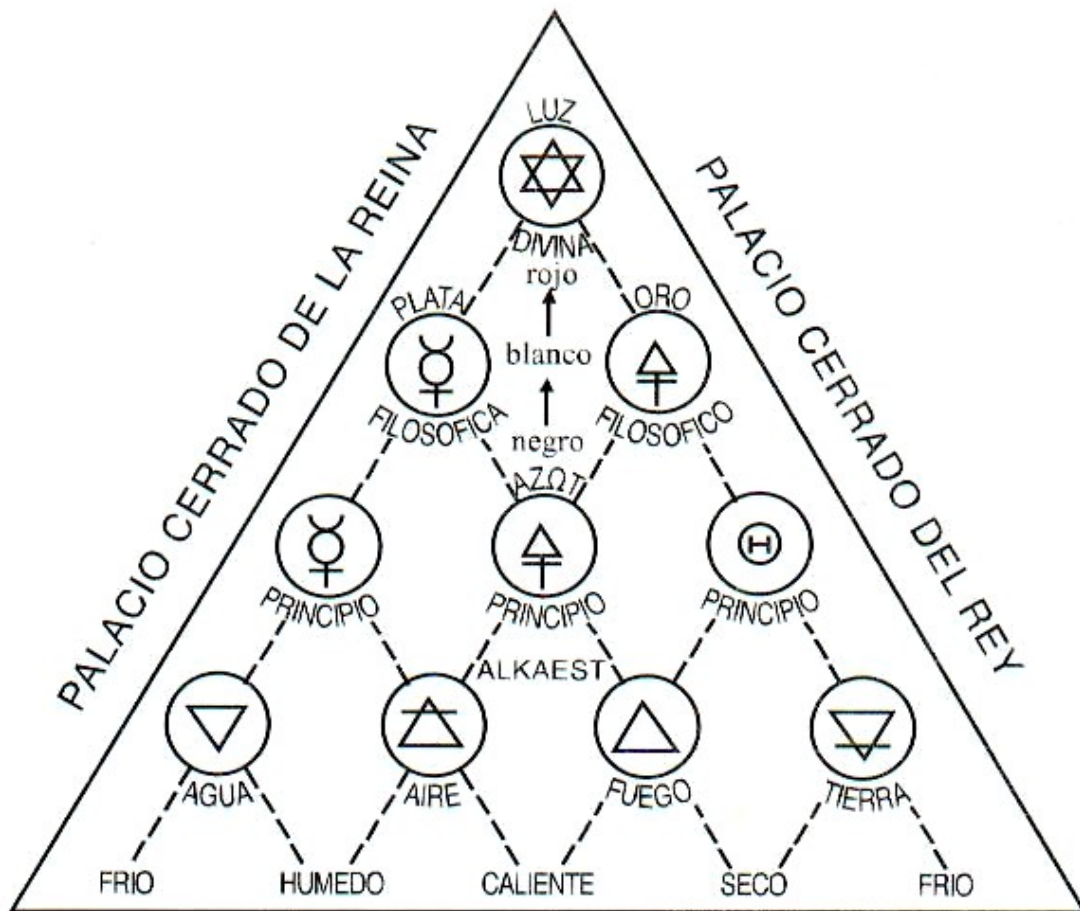 LUZ
DIVINA
rojo
PALACIO CERRADO DE LA REINA
PALACIO CERRADO DEL REY
PLATA
FILOSOFICA
ORO
FILOSOFICO
blanco
negro
ΑΖΩΤ
PRINCIPIO
PRINCIPIO
Θ
PRINCIPIO
ALKAEST
AGUA
AIRE
FUEGO
TIERRA
FRIO
HUMEDO
CALIENTE
SECO
FRIO